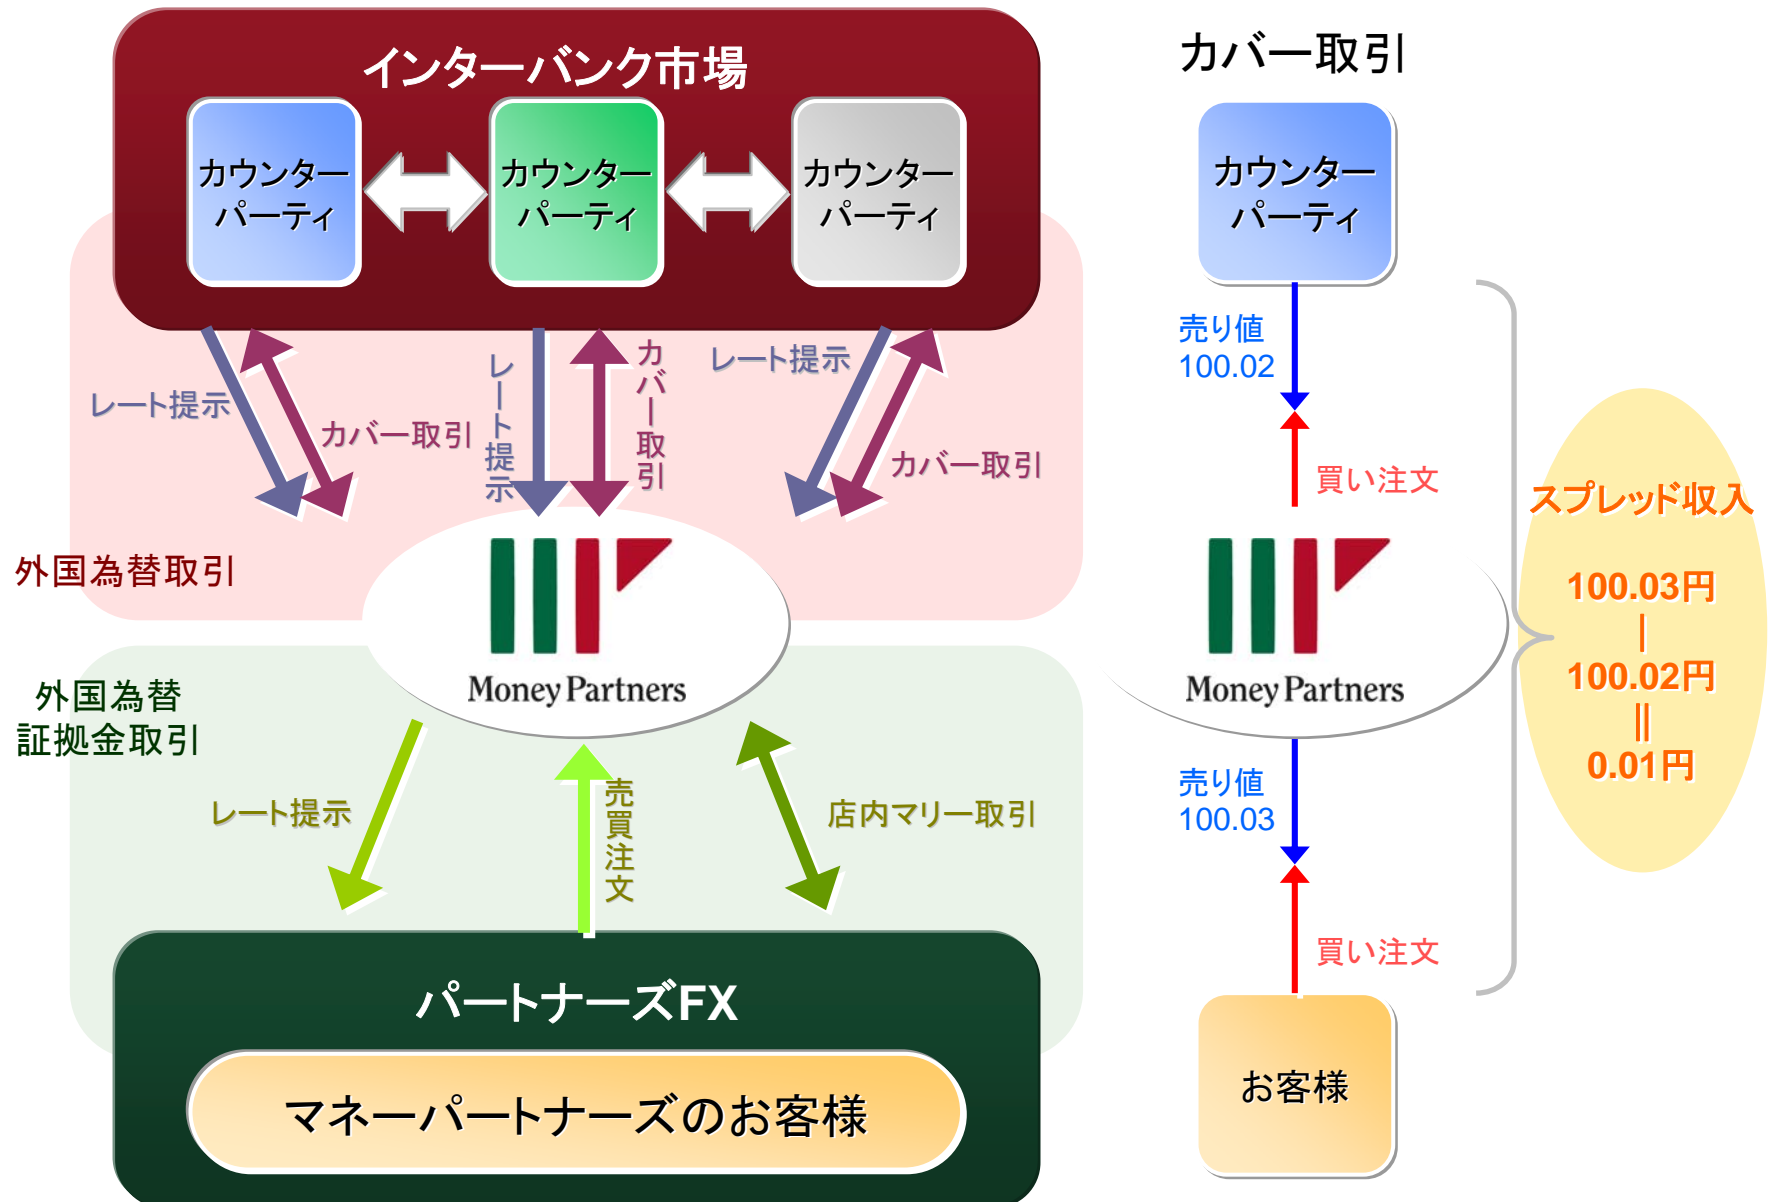 インターバンク市場
カウンター
パーティ
カウンター
パーティ
カウンター
パーティ
レート提示
カバー取引
レート提示
カバー取引
レート提示
カバー取引
外国為替取引
Money Partners
外国為替
証拠金取引
レート提示
売買注文
店内マリー取引
パートナーズFX
マネーパートナーズのお客様
カバー取引
カウンター
パーティ
売り値
100.02
買い注文
Money Partners
売り値
100.03
買い注文
お客様
スプレッド収入
100.03円
|
100.02円
||
0.01円